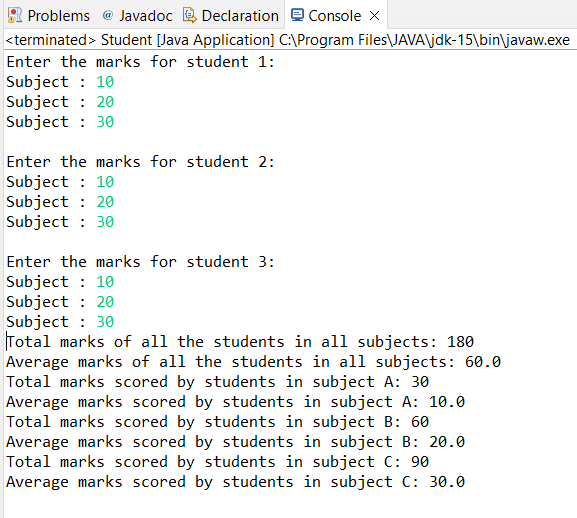 Problems @ Javadoc Declaration Console
<terminated> Student [Java Application] C:\Program Files\JAVA\jdk-15\bin\javaw.exe
Enter the marks for student 1:
Subject : 10
Subject : 20
Subject : 30
Enter the marks for student 2:
Subject : 10
Subject : 20
Subject : 30
Enter the marks for student 3:
Subject : 10
Subject : 20
Subject : 30
Total marks of all the students in all subjects: 180
Average marks of all the students in all subjects: 60.0
Total marks scored by students in subject A: 30
Average marks scored by students in subject A: 10.0
Total marks scored by students in subject B: 60
Average marks scored by students in subject B: 20.0
Total marks scored by students in subject C: 90
Average marks scored by students in subject C: 30.0